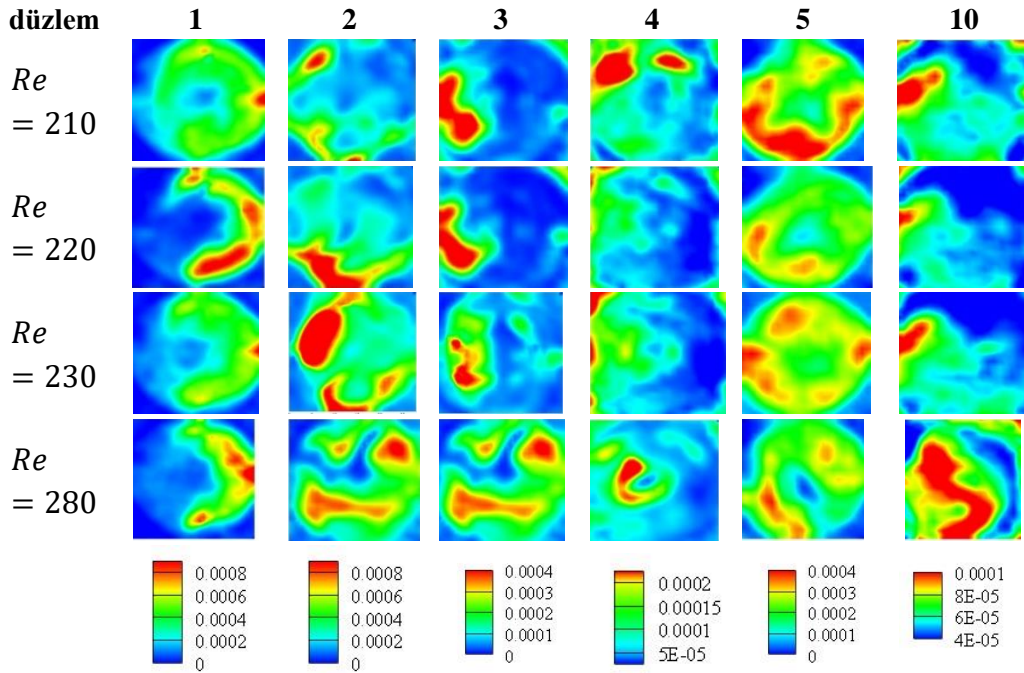 düzlem 1 2 3 4 5 10
Re
= 210
Re
= 220
Re
= 230
Re
= 280
0.0008 0.0008 0.0004 0.0002 0.0004 0.0001
0.0006 0.0006 0.0003 0.00015 0.0003 8E-05
0.0004 0.0004 0.0002 0.0001 0.0002 6E-05
0.0002 0.0002 0.0001 5E-05 0.0001 4E-05
0 0 0 0